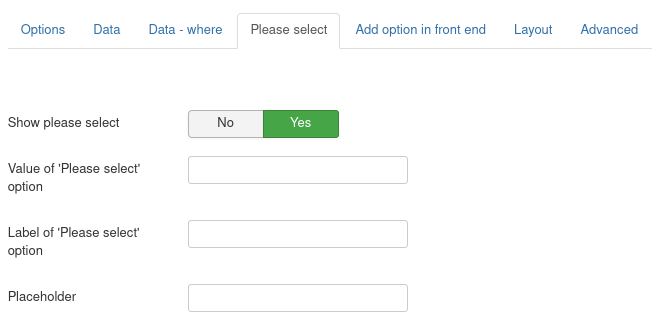 Options Data Data - where Please select Add option in front end Layout Advanced
Show please select No Yes
Value of 'Please select'
option
Label of 'Please select'
option
Placeholder